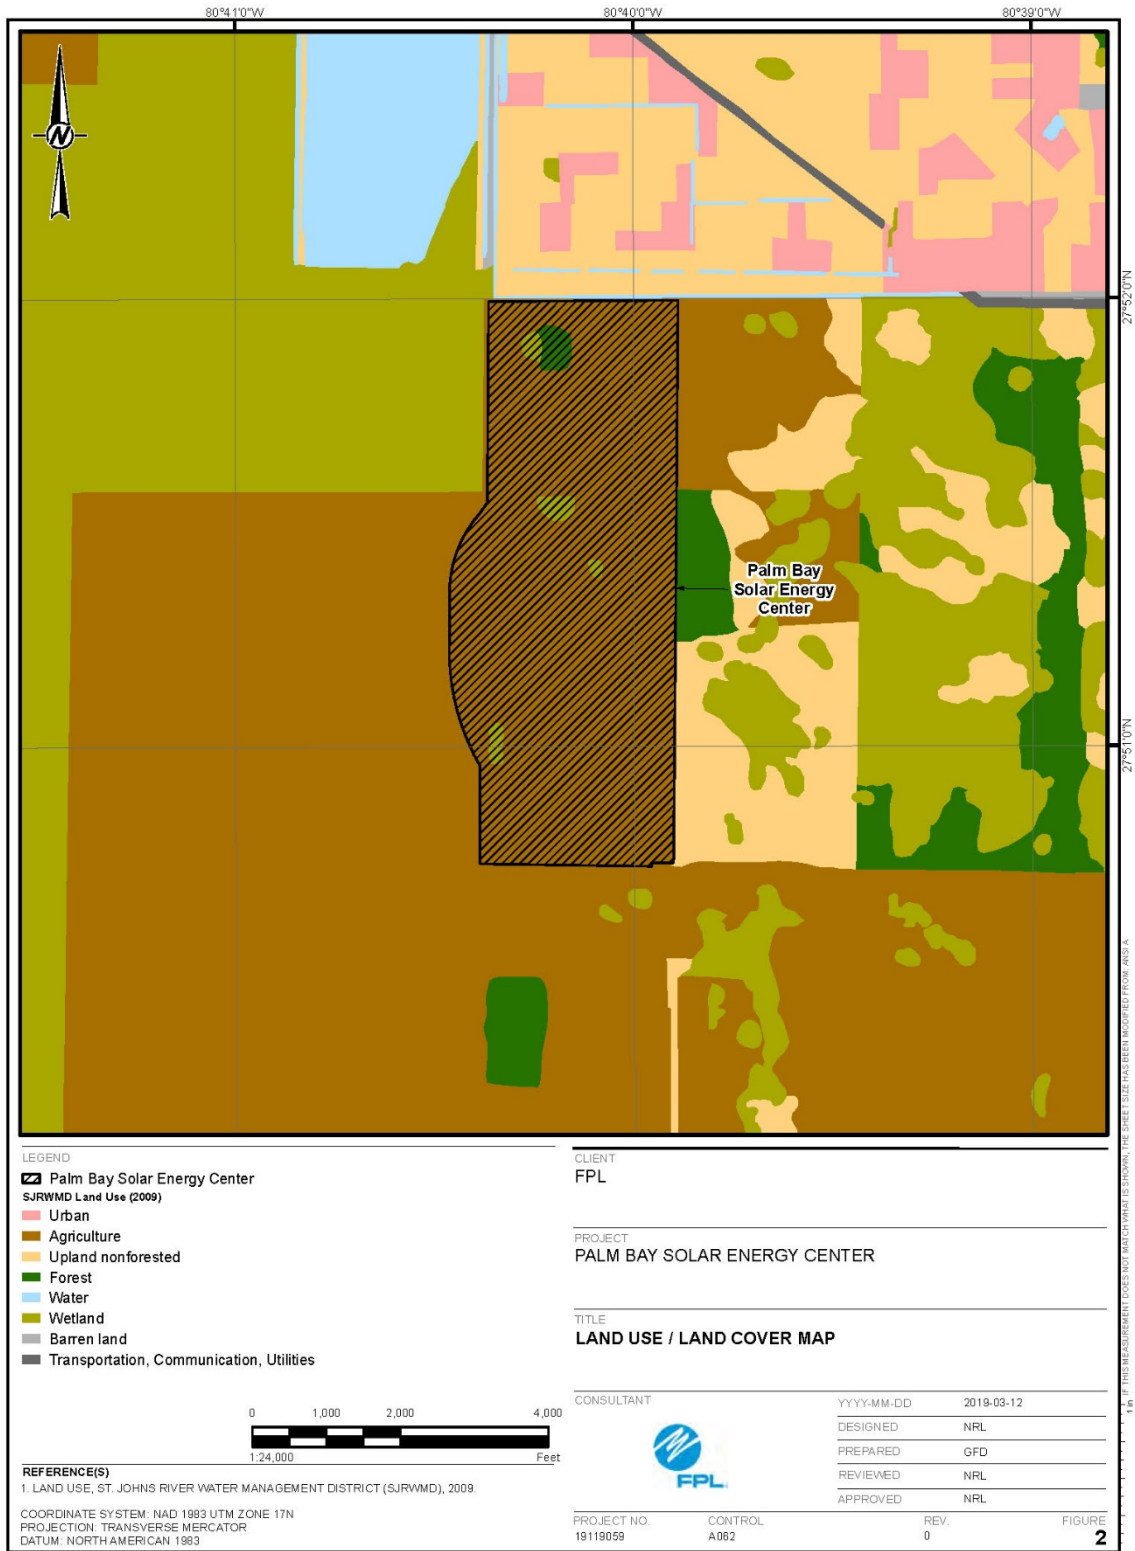 80°41'0"W
80°40'0"W
80°39'0"W
N
27°52'0"N
Palm Bay
Solar Energy
Center
27°51'0"N
LEGEND
Palm Bay Solar Energy Center
SJRWMD Land Use (2009)
Urban
Agriculture
Upland nonforested
Forest
Water
Wetland
Barren land
Transportation, Communication, Utilities
0 1,000 2,000 4,000
1:24,000 Feet
REFERENCE(S)
1. LAND USE, ST. JOHNS RIVER WATER MANAGEMENT DISTRICT (SJRWMD), 2009.
COORDINATE SYSTEM: NAD 1983 UTM ZONE 17N
PROJECTION: TRANSVERSE MERCATOR
DATUM: NORTH AMERICAN 1983
CLIENT
FPL
PROJECT
PALM BAY SOLAR ENERGY CENTER
TITLE
LAND USE / LAND COVER MAP
CONSULTANT
FPL.
YYYY-MM-DD 2019-03-12
DESIGNED NRL
PREPARED GFD
REVIEWED NRL
APPROVED NRL
PROJECT NO. CONTROL REV. FIGURE
19119059 A062 0 2
1 in IF THIS MEASUREMENT DOES NOT MATCH WHAT IS SHOWN, THE SHEET SIZE HAS BEEN MODIFIED FROM: ANSI A